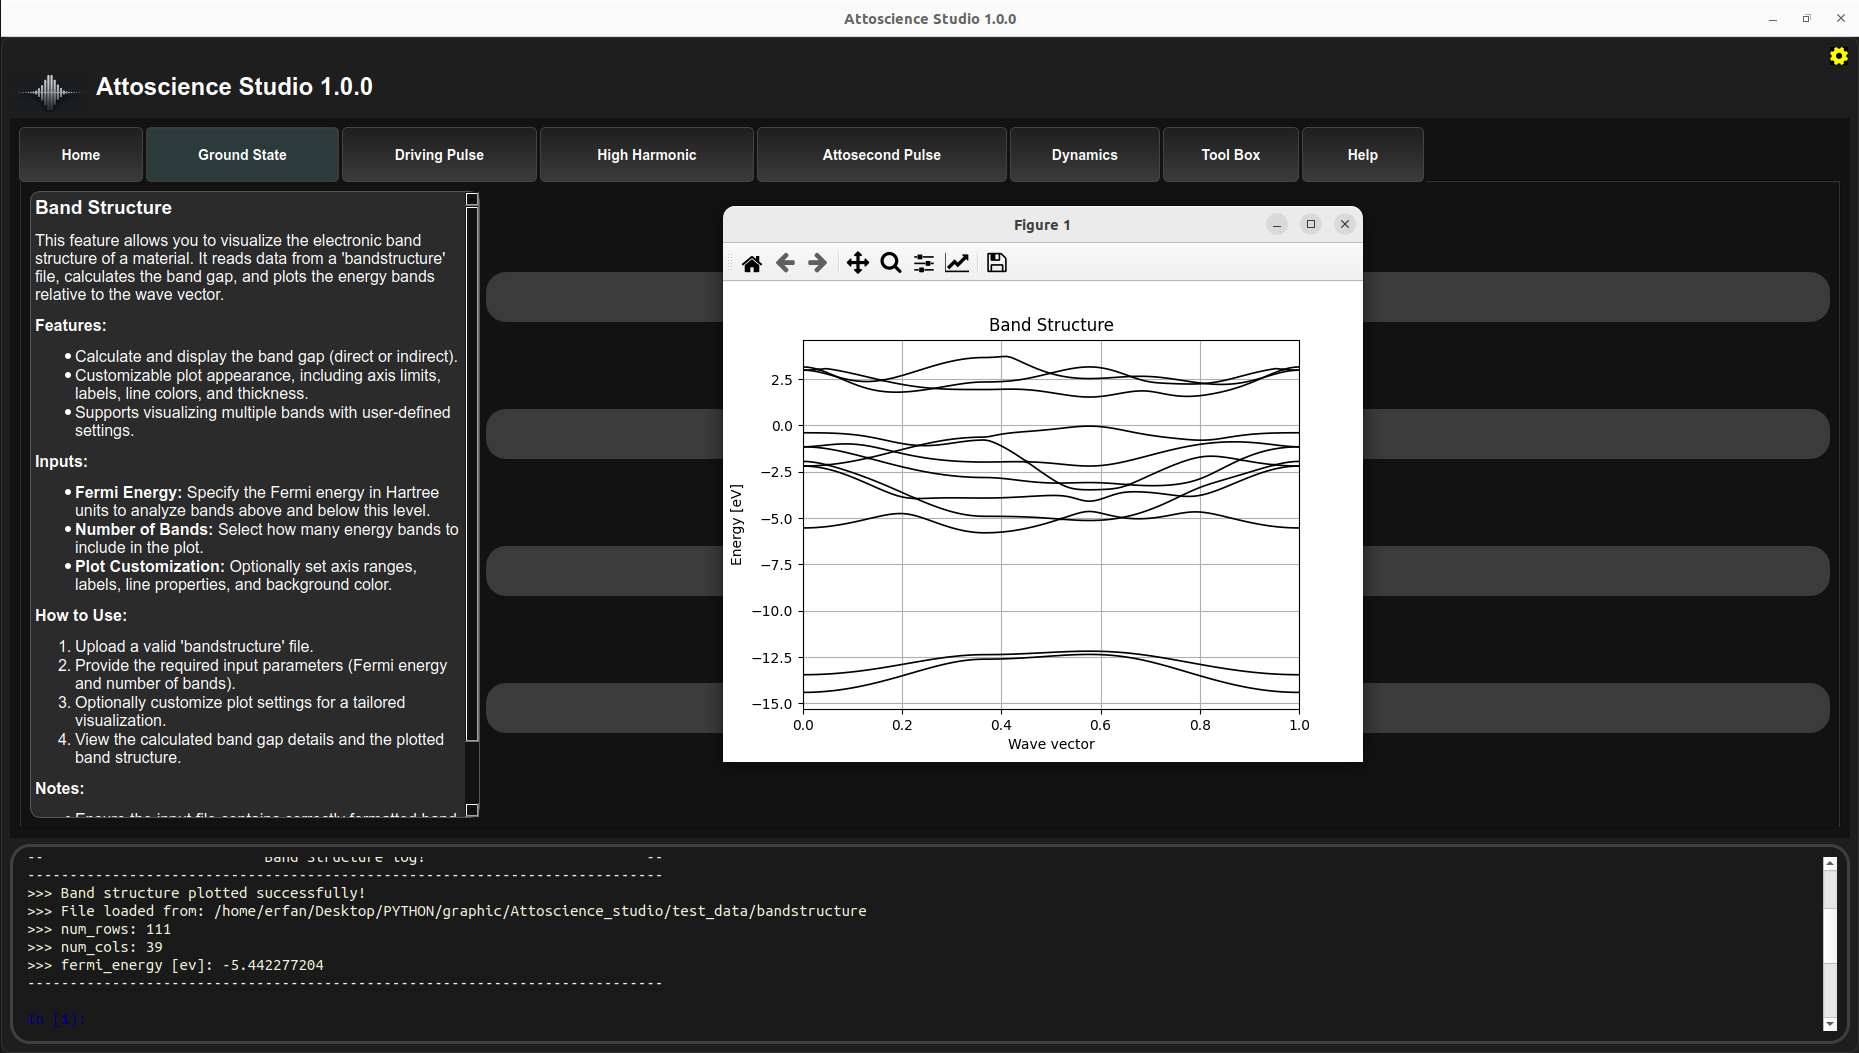 Attoscience Studio 1.0.0
Attoscience Studio 1.0.0
Home
Ground State
Driving Pulse
High Harmonic
Attosecond Pulse
Dynamics
Tool Box
Help
Band Structure
This feature allows you to visualize the electronic band
structure of a material. It reads data from a 'bandstructure'
file, calculates the band gap, and plots the energy bands
relative to the wave vector.
Features:
• Calculate and display the band gap (direct or indirect).
• Customizable plot appearance, including axis limits,
labels, line colors, and thickness.
• Supports visualizing multiple bands with user-defined
settings.
Inputs:
• Fermi Energy: Specify the Fermi energy in Hartree
units to analyze bands above and below this level.
• Number of Bands: Select how many energy bands to
include in the plot.
• Plot Customization: Optionally set axis ranges,
labels, line properties, and background color.
How to Use:
1. Upload a valid 'bandstructure' file.
2. Provide the required input parameters (Fermi energy
and number of bands).
3. Optionally customize plot settings for a tailored
visualization.
4. View the calculated band gap details and the plotted
band structure.
Notes:
• Ensure the input file contains correctly formatted band
Figure 1
Band Structure
2.5
0.0
−2.5
−5.0
−7.5
−10.0
−12.5
−15.0
Energy [eV]
0.0
0.2
0.4
0.6
0.8
1.0
Wave vector
-- Band Structure log! --
--------------------------------------------------------------------------
>>> Band structure plotted successfully!
>>> File loaded from: /home/erfan/Desktop/PYTHON/graphic/Attoscience_studio/test_data/bandstructure
>>> num_rows: 111
>>> num_cols: 39
>>> fermi_energy [ev]: -5.442277204
--------------------------------------------------------------------------
In [1]: